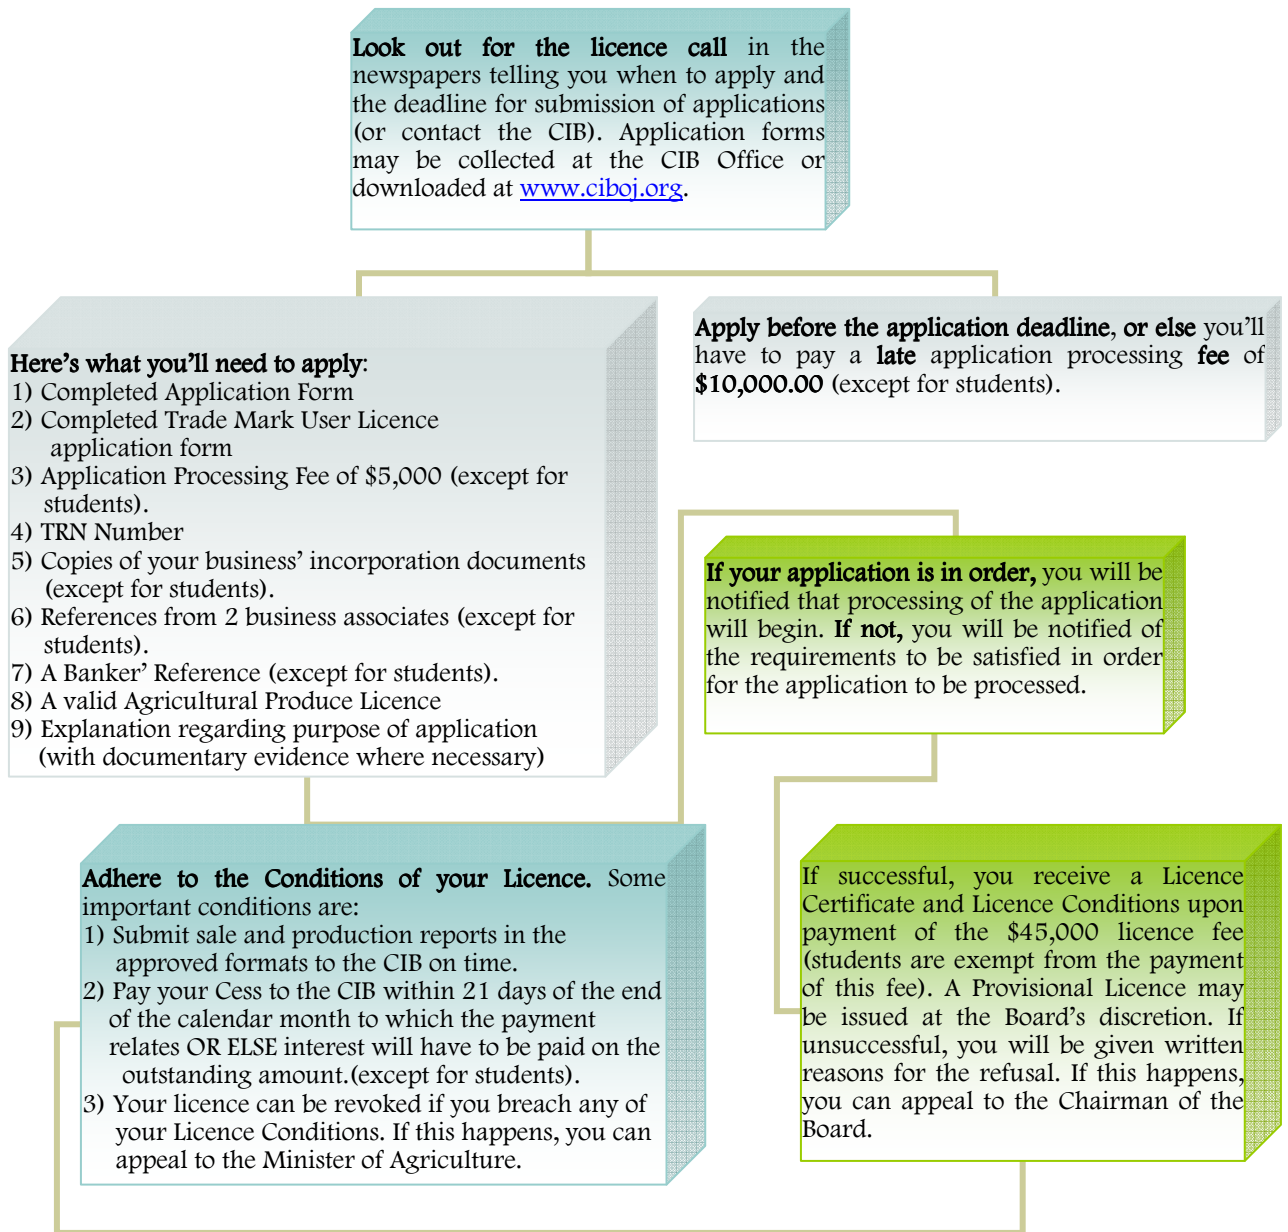 Look out for the licence call in the
newspapers telling you when to apply and
the deadline for submission of applications
(or contact the CIB). Application forms
may be collected at the CIB Office or
downloaded at www.ciboj.org.
Here's what you'll need to apply:
1) Completed Application Form
2) Completed Trade Mark User Licence
application form
3) Application Processing Fee of $5,000 (except for
students).
4) TRN Number
5) Copies of your business' incorporation documents
(except for students).
6) References from 2 business associates (except for
students).
7) A Banker' Reference (except for students).
8) A valid Agricultural Produce Licence
9) Explanation regarding purpose of application
(with documentary evidence where necessary)
Apply before the application deadline, or else you'll
have to pay a late application processing fee of
$10,000.00 (except for students).
If your application is in order, you will be
notified that processing of the application
will begin. If not, you will be notified of
the requirements to be satisfied in order
for the application to be processed.
If successful, you receive a Licence
Certificate and Licence Conditions upon
payment of the $45,000 licence fee
(students are exempt from the payment
of this fee). A Provisional Licence may
be issued at the Board's discretion. If
unsuccessful, you will be given written
reasons for the refusal. If this happens,
you can appeal to the Chairman of the
Board.
Adhere to the Conditions of your Licence. Some
important conditions are:
1) Submit sale and production reports in the
approved formats to the CIB on time.
2) Pay your Cess to the CIB within 21 days of the end
of the calendar month to which the payment
relates OR ELSE interest will have to be paid on the
outstanding amount.(except for students).
3) Your licence can be revoked if you breach any of
your Licence Conditions. If this happens, you can
appeal to the Minister of Agriculture.